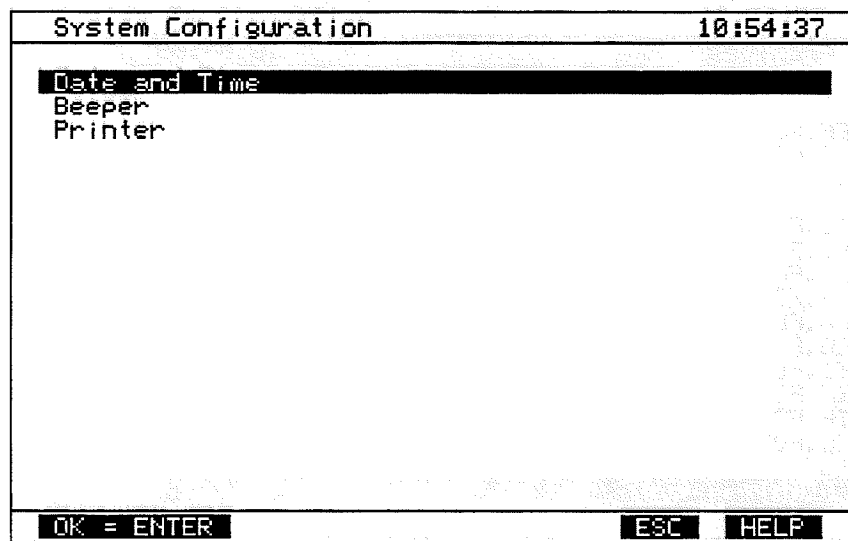 System Configuration 10:54:37
Date and Time
Beeper
Printer
OK = ENTER ESC HELP